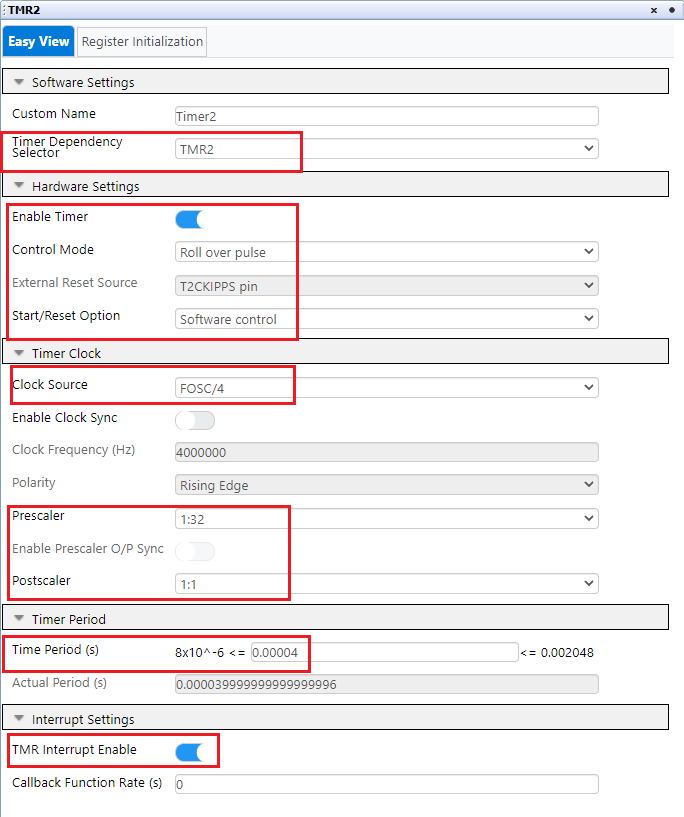 TMR2
Easy View
Register Initialization
Software Settings
Custom Name
Timer2
Timer Dependency
Selector
TMR2
Hardware Settings
Enable Timer
Control Mode
Roll over pulse
External Reset Source
T2CKIPPS pin
Start/Reset Option
Software control
Timer Clock
Clock Source
FOSC/4
Enable Clock Sync
Clock Frequency (Hz)
4000000
Polarity
Rising Edge
Prescaler
1:32
Enable Prescaler O/P Sync
Postscaler
1:1
Timer Period
Time Period (s)
8x10^-6 <= 0.00004 <= 0.002048
Actual Period (s)
0.000039999999999999996
Interrupt Settings
TMR Interrupt Enable
Callback Function Rate (s)
0